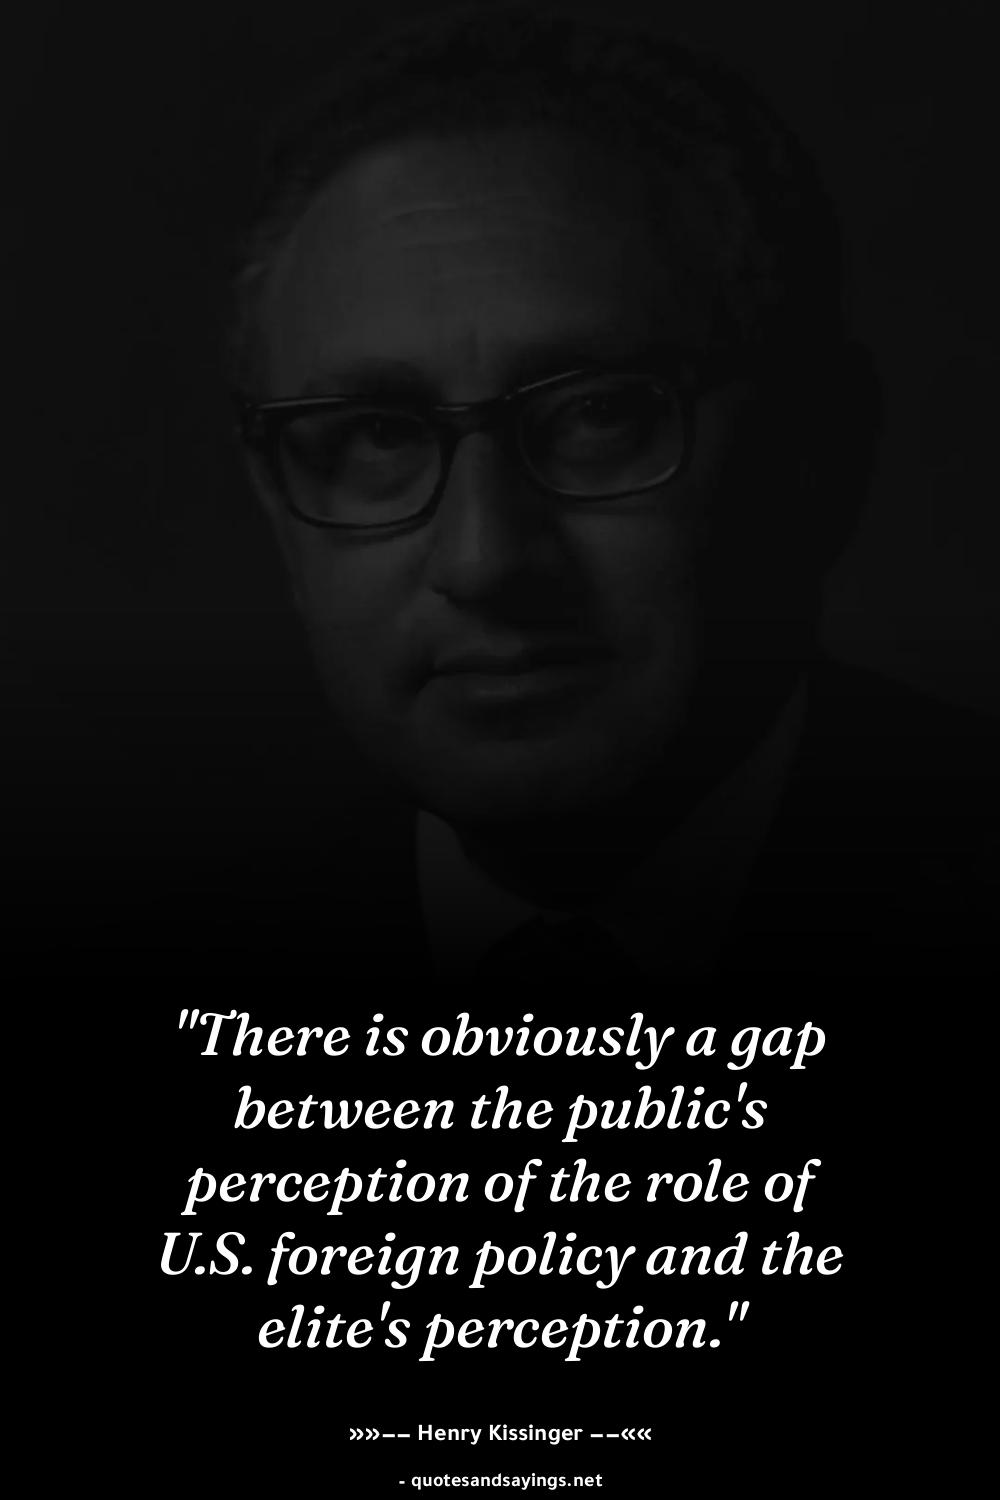 "There is obviously a gap
between the public's
perception of the role of
U.S. foreign policy and the
elite's perception."
»»–– Henry Kissinger ––««
- quotesandsayings.net